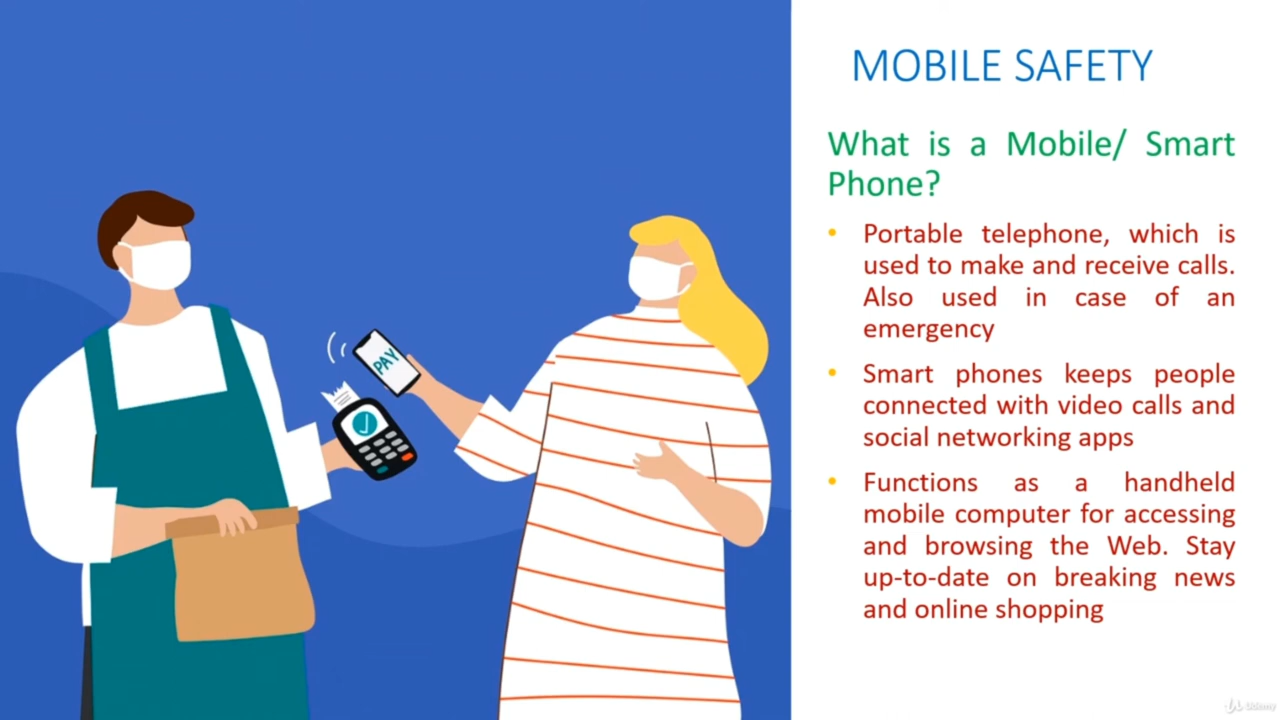 MOBILE SAFETY
What is a Mobile/ Smart
Phone?
• Portable telephone, which is
used to make and receive calls.
Also used in case of an
emergency
• Smart phones keeps people
connected with video calls and
social networking apps
• Functions as a handheld
mobile computer for accessing
and browsing the Web. Stay
up-to-date on breaking news
and online shopping
PAY
Udemy